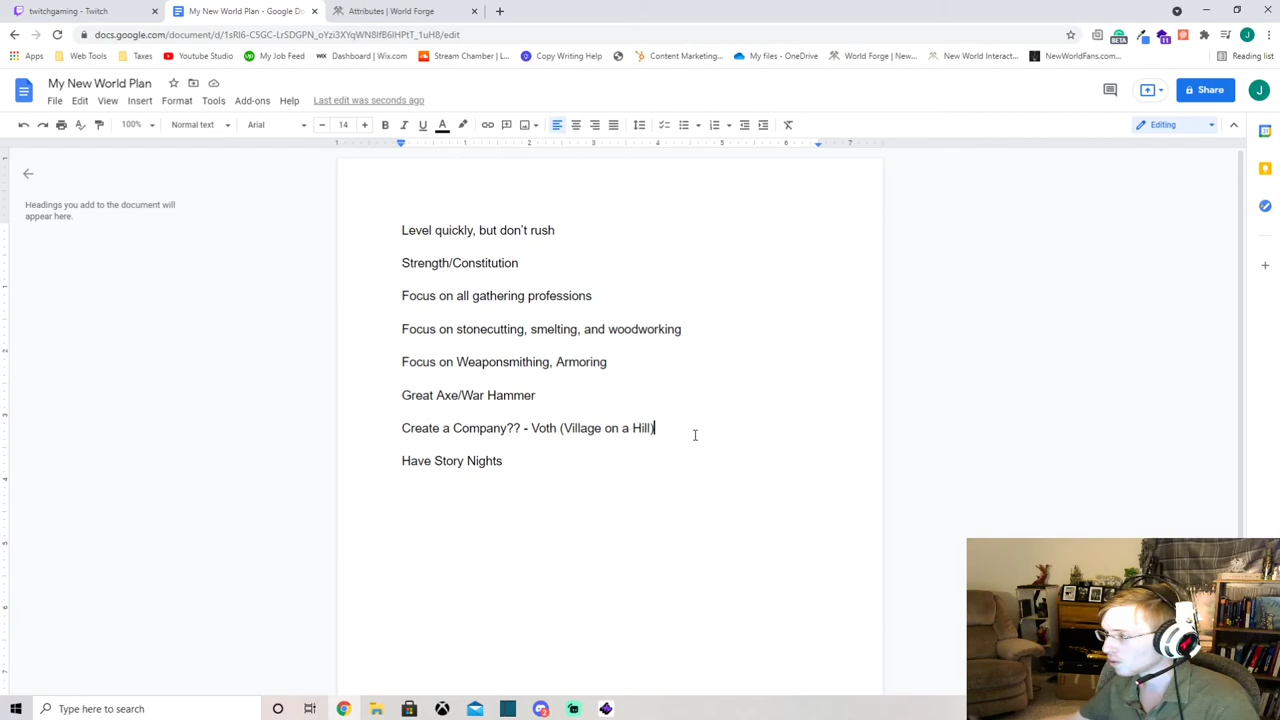 twitchgaming - Twitch
My New World Plan - Google Do
Attributes | World Forge
docs.google.com/document/d/1sRI6-C5GC-LrSDGPN_oYzi3XYqWN8IfB6IHPtT_1uH8/edit
Apps
Web Tools
Taxes
Youtube Studio
My Job Feed
Dashboard | Wix.com
Stream Chamber | L...
Copy Writing Help
Content Marketing...
My files - OneDrive
World Forge | New...
New World Interact...
NewWorldFans.com...
Reading list
My New World Plan
File
Edit
View
Insert
Format
Tools
Add-ons
Help
Last edit was seconds ago
Share
J
100%
Normal text
Arial
14
Editing
Headings you add to the document will
appear here.
Level quickly, but don't rush
Strength/Constitution
Focus on all gathering professions
Focus on stonecutting, smelting, and woodworking
Focus on Weaponsmithing, Armoring
Great Axe/War Hammer
Create a Company?? - Voth (Village on a Hill)
Have Story Nights
Type here to search